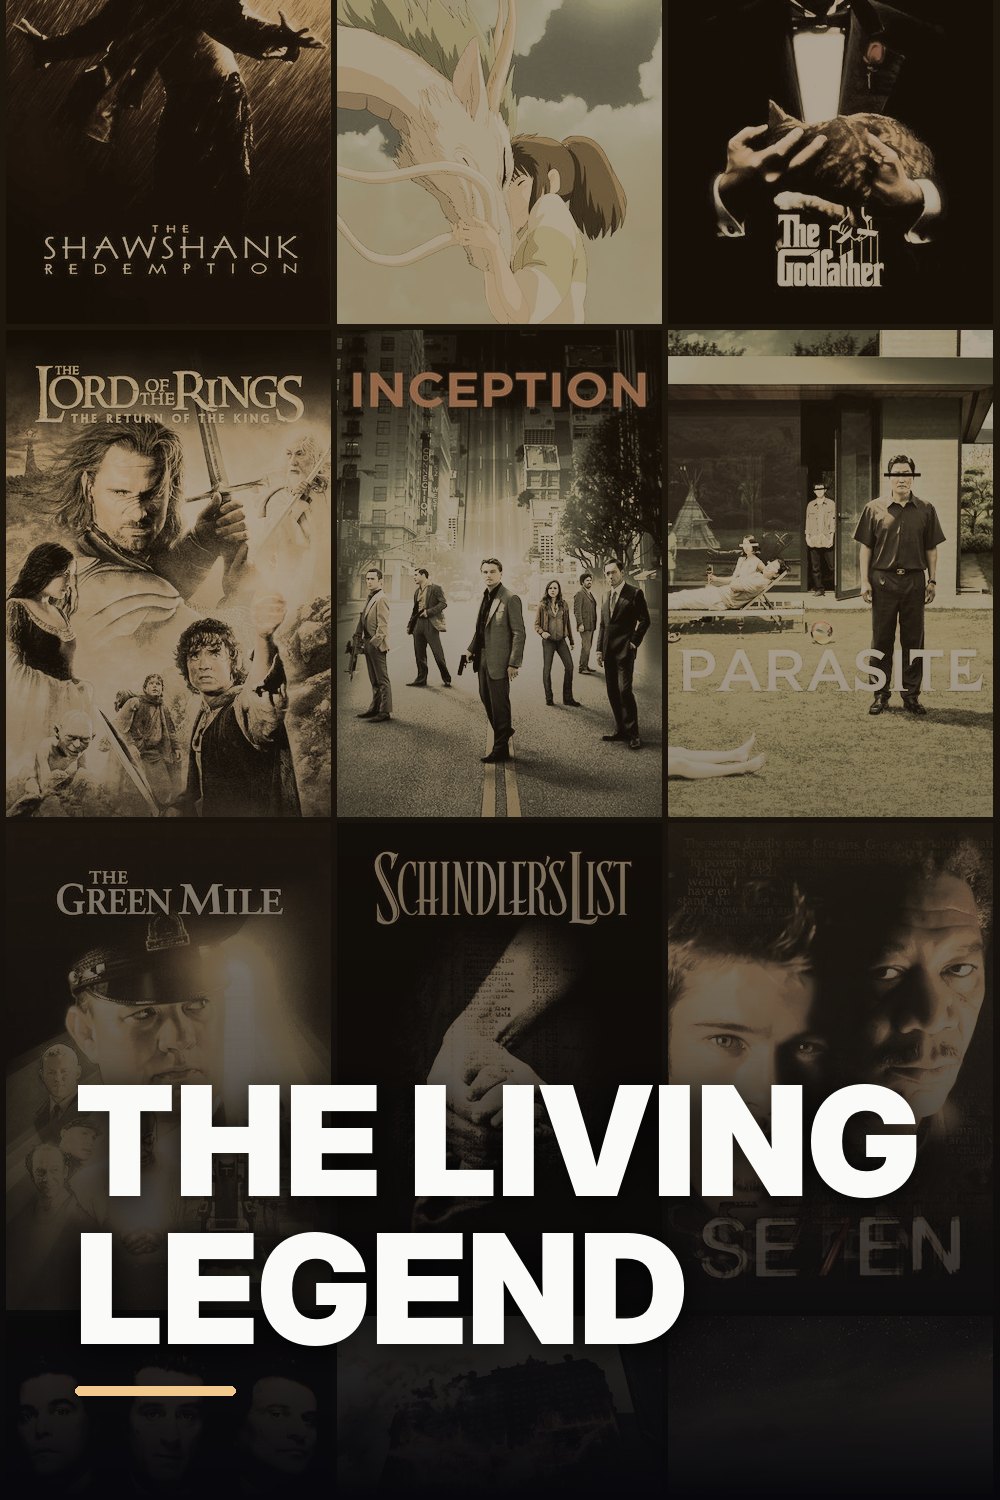 THE
SHAWSHANK
REDEMPTION
The
Godfather
THE
LORD OF THE RINGS
THE RETURN OF THE KING
INCEPTION
PARASITE
THE
GREEN MILE
SCHINDLER'S LIST
SE7EN
THE LIVING
LEGEND